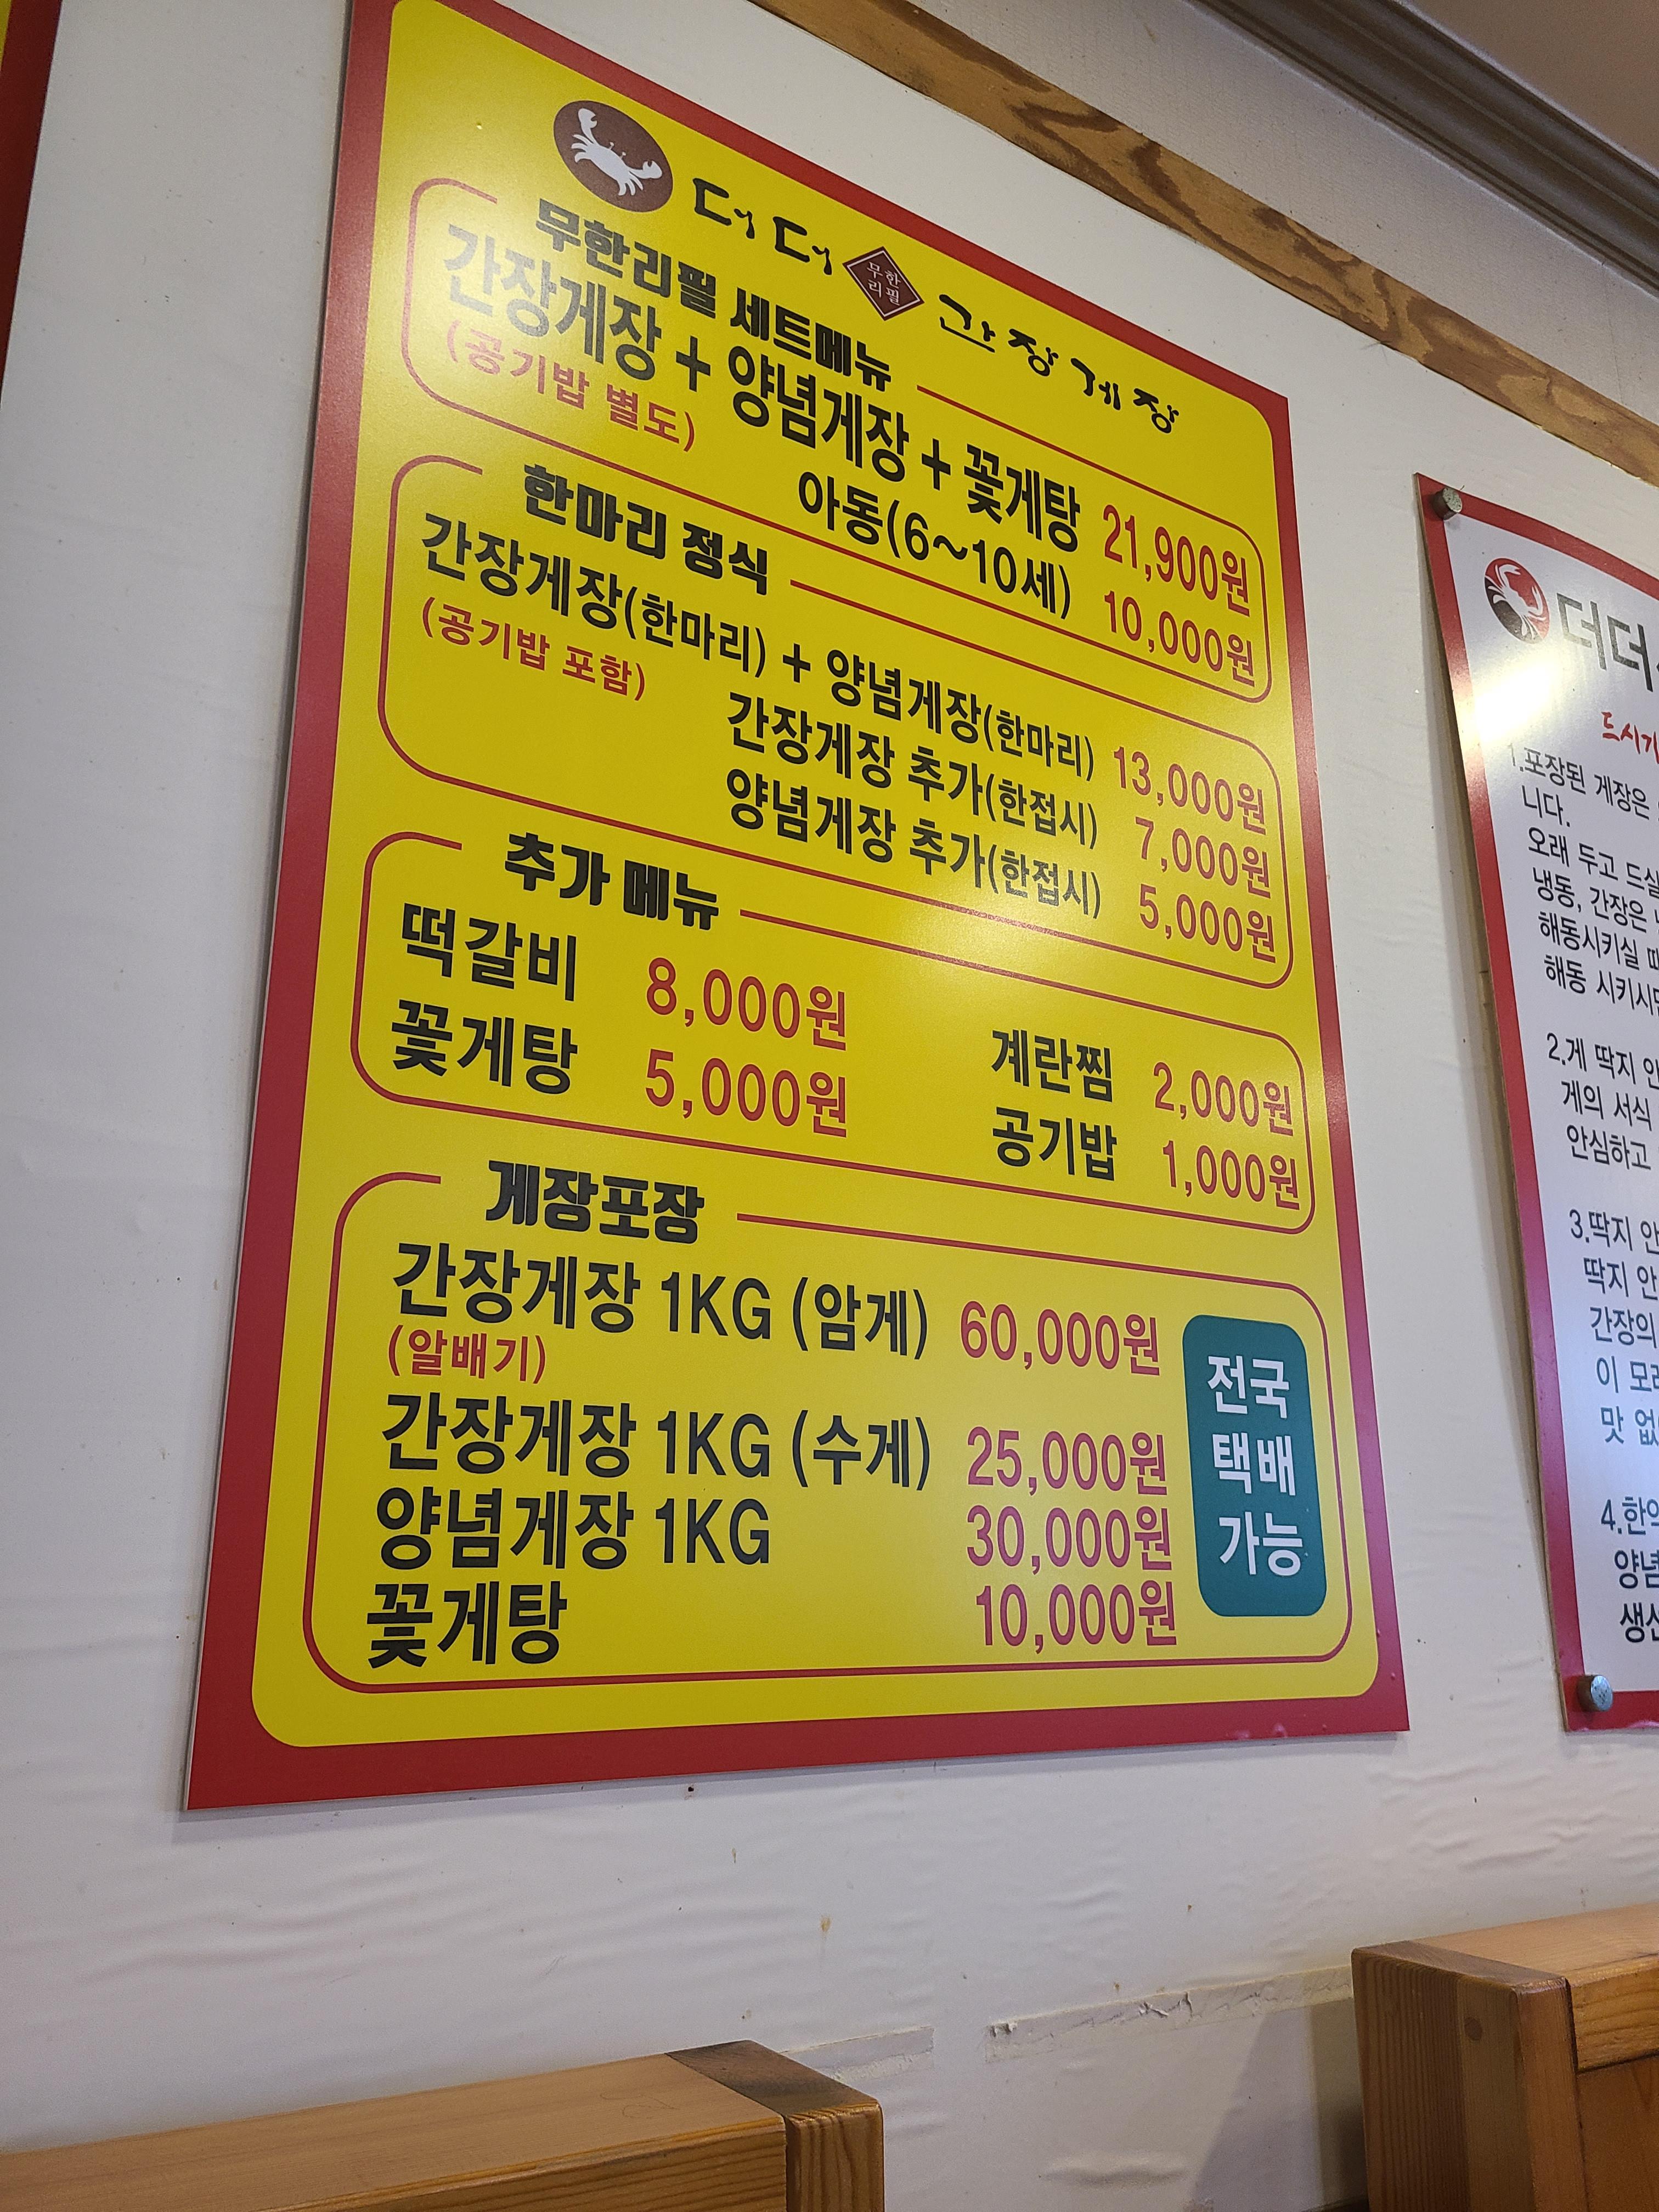 더더 무한리필 간장게장
무한리필 세트메뉴
간장게장 + 양념게장 + 꽃게탕 21,900원
(공기밥 별도)
아동(6~10세) 10,000원
한마리 정식
간장게장(한마리) + 양념게장(한마리) 13,000원
(공기밥 포함)
간장게장 추가(한접시) 7,000원
양념게장 추가(한접시) 5,000원
추가 메뉴
떡갈비 8,000원
계란찜 2,000원
꽃게탕 5,000원
공기밥 1,000원
게장포장
간장게장 1KG (암게) 60,000원
(알배기)
간장게장 1KG (수게) 25,000원
양념게장 1KG 30,000원
꽃게탕 10,000원
전국
택배
가능
더더
드시기
1.포장된 게장은
니다.
오래 두고 드실
냉동, 간장은
해동시키실
해동 시키시면
2.게 딱지 안
게의 서식
안심하고
3.딱지 안
딱지 안
간장의
이 모래
맛 없
4.한약
양념
생산